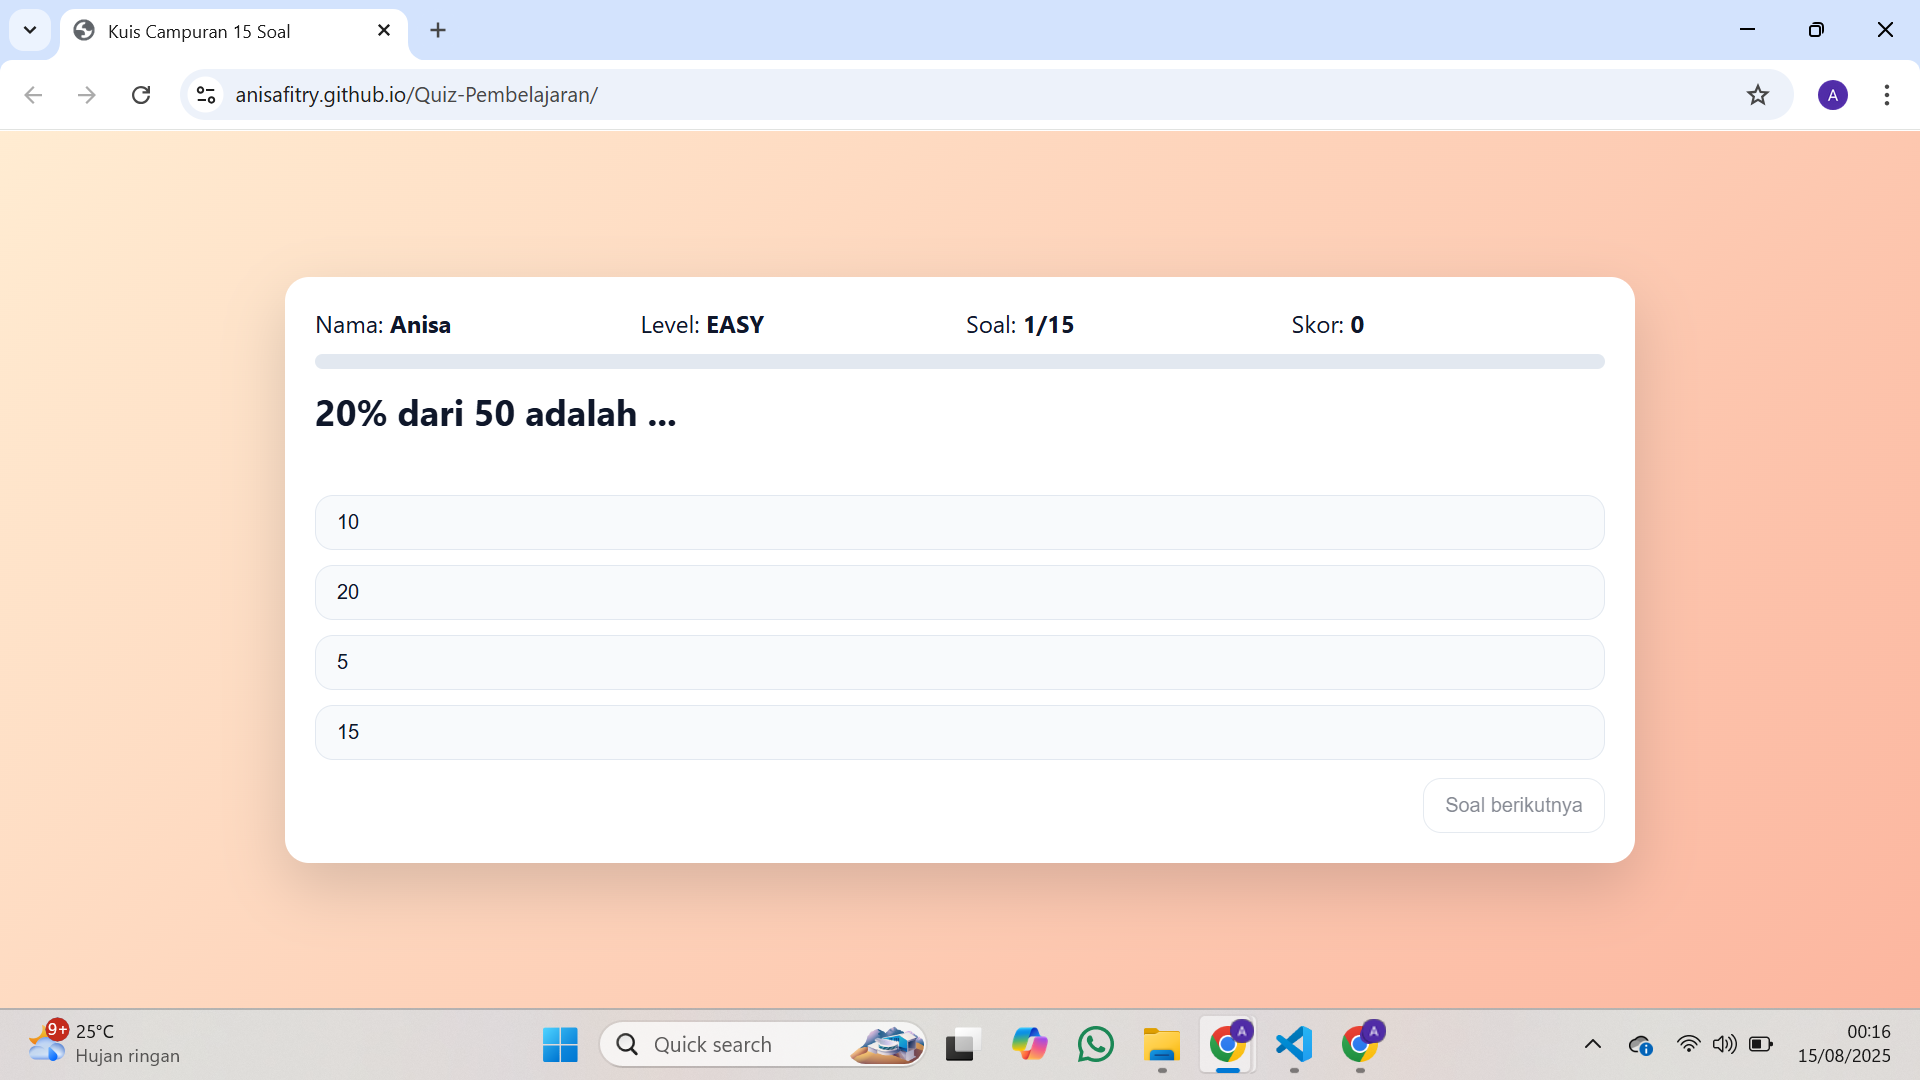 Kuis Campuran 15 Soal
anisafitry.github.io/Quiz-Pembelajaran/
A
Nama: Anisa
Level: EASY
Soal: 1/15
Skor: 0
20% dari 50 adalah ...
10
20
5
15
Soal berikutnya
9+
25°C
Hujan ringan
Quick search
A
A
00:16
15/08/2025